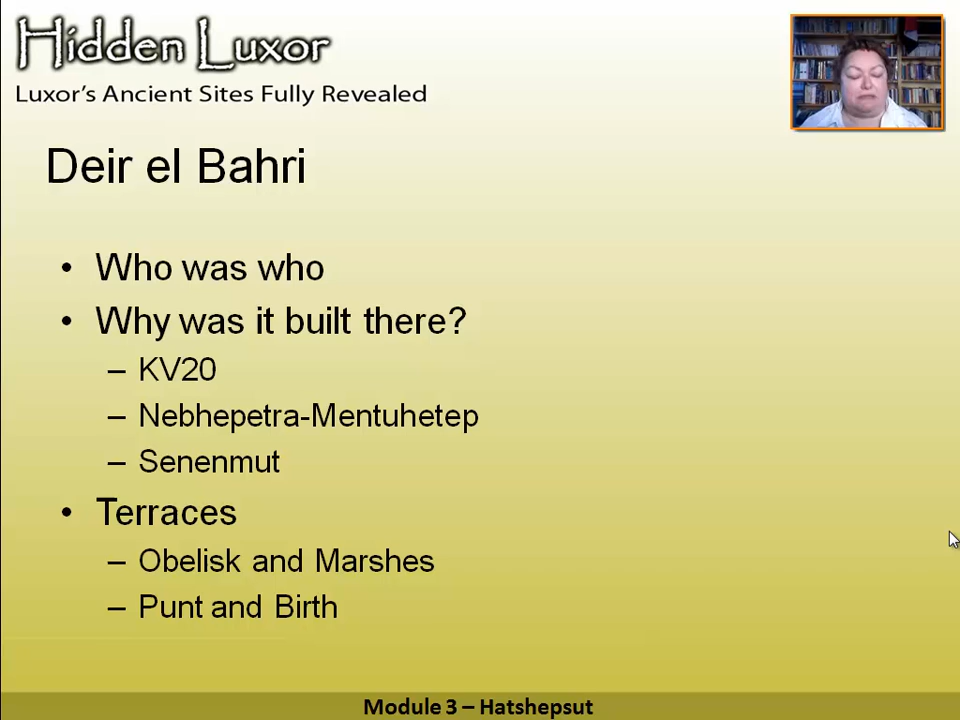 Hidden Luxor
Luxor's Ancient Sites Fully Revealed
Deir el Bahri
• Who was who
• Why was it built there?
– KV20
– Nebhepetra-Mentuhetep
– Senenmut
• Terraces
– Obelisk and Marshes
– Punt and Birth
Module 3 – Hatshepsut